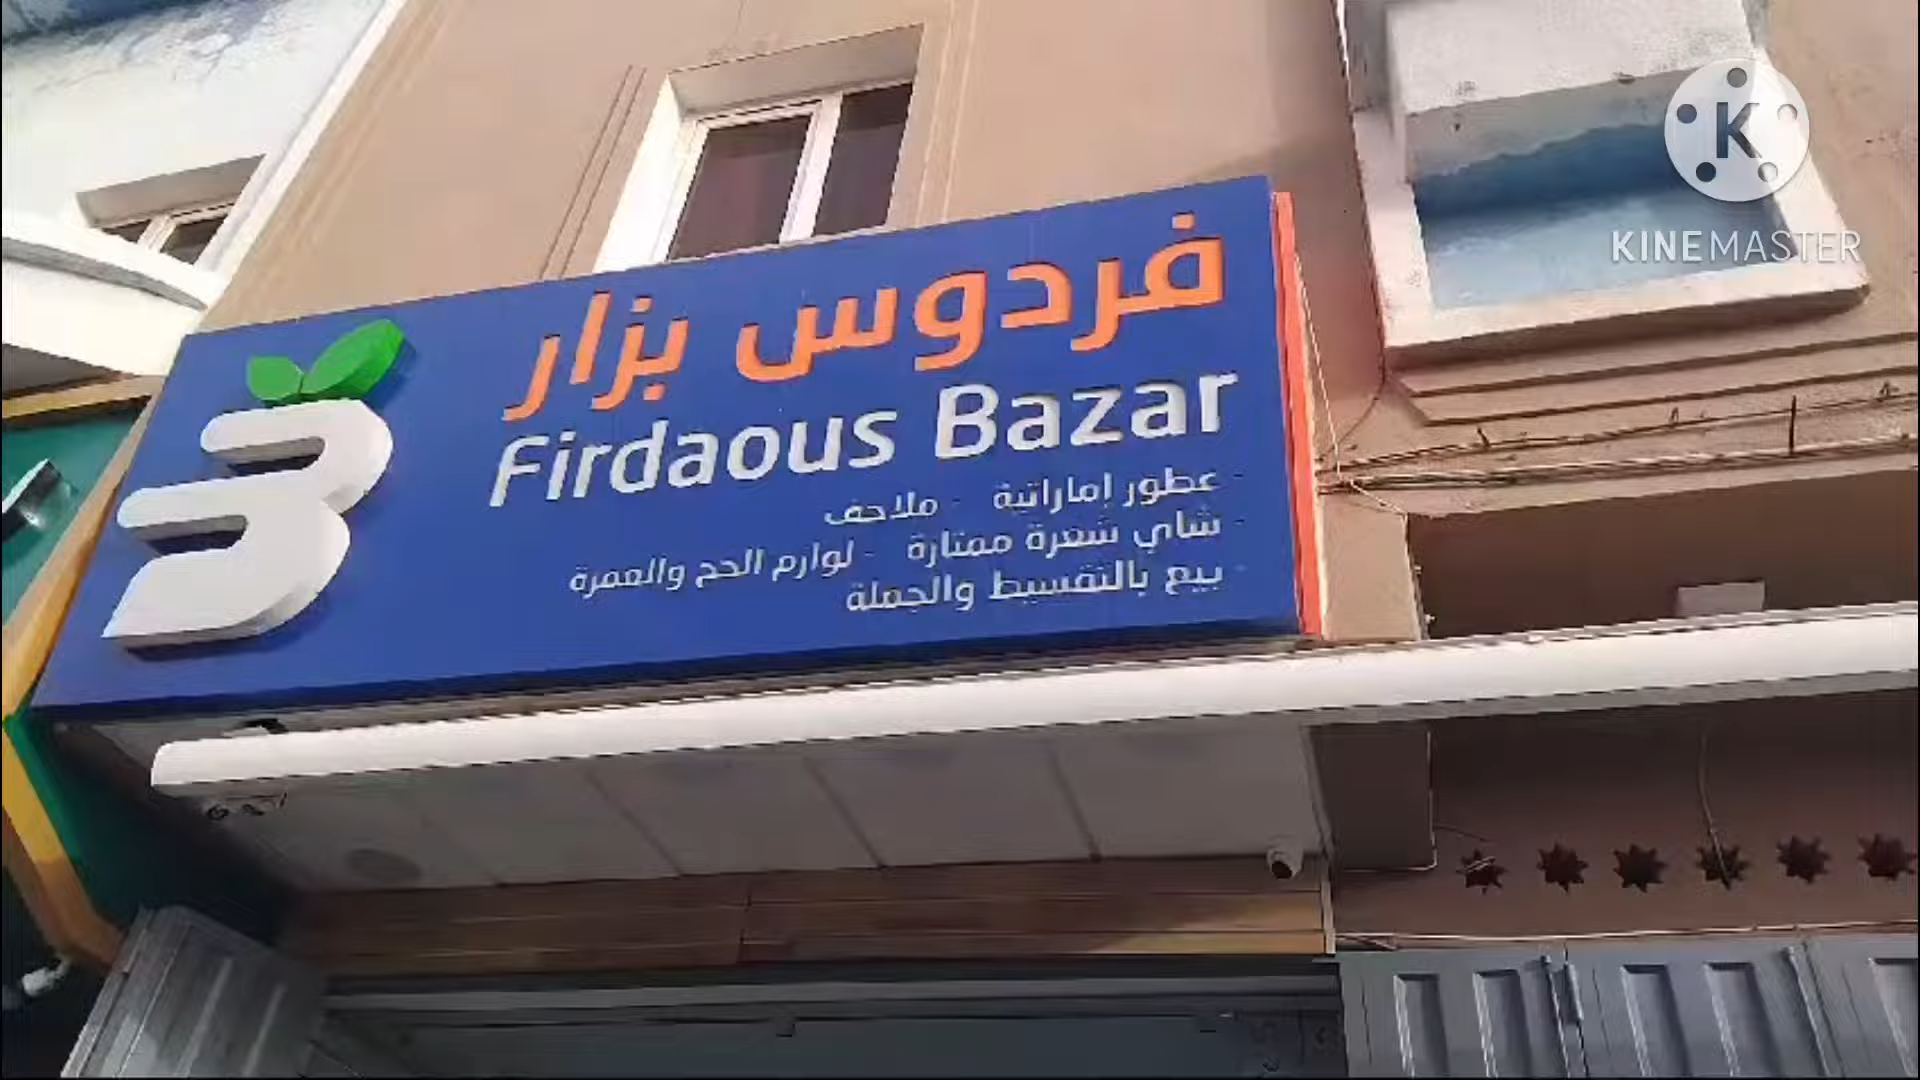 فردوس بزار
Firdaous Bazar
- عطور إماراتية - ملاحف
- شاي شعرة ممتازة - لوازم الحج والعمرة
- بيع بالتقسيط والجملة
K
KINEMASTER